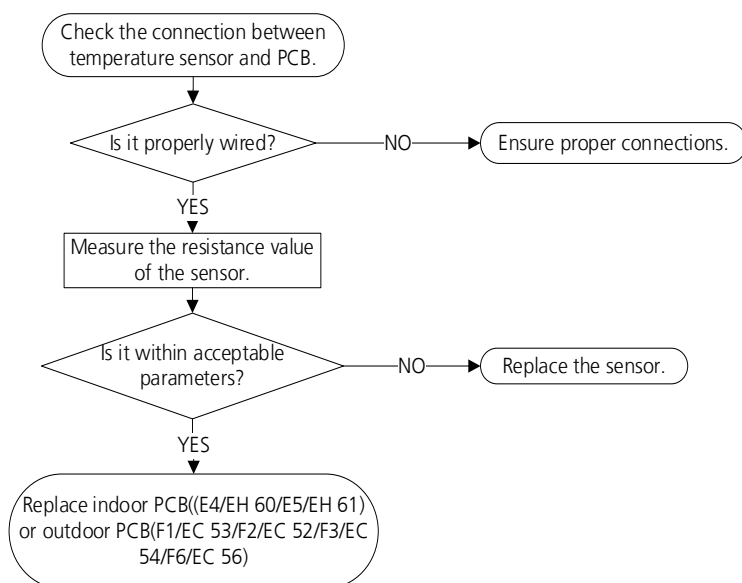 Check the connection between
temperature sensor and PCB.
Is it properly wired?
NO
Ensure proper connections.
YES
Measure the resistance value
of the sensor.
Is it within acceptable
parameters?
NO
Replace the sensor.
YES
Replace indoor PCB((E4/EH 60/E5/EH 61)
or outdoor PCB(F1/EC 53/F2/EC 52/F3/EC
54/F6/EC 56)